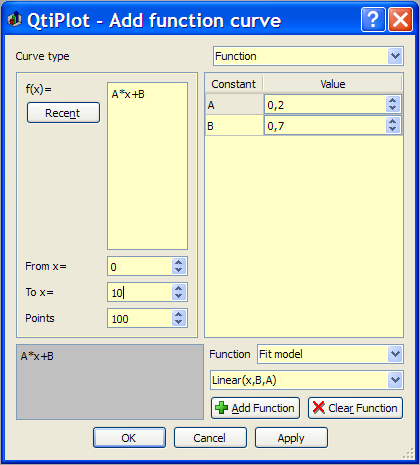 QtiPlot - Add function curve
Curve type
Function
f(x)=
A*x+B
Recent
Constant Value
A 0,2
B 0,7
From x= 0
To x= 10
Points 100
A*x+B
Function Fit model
Linear(x,B,A)
Add Function Clear Function
OK Cancel Apply